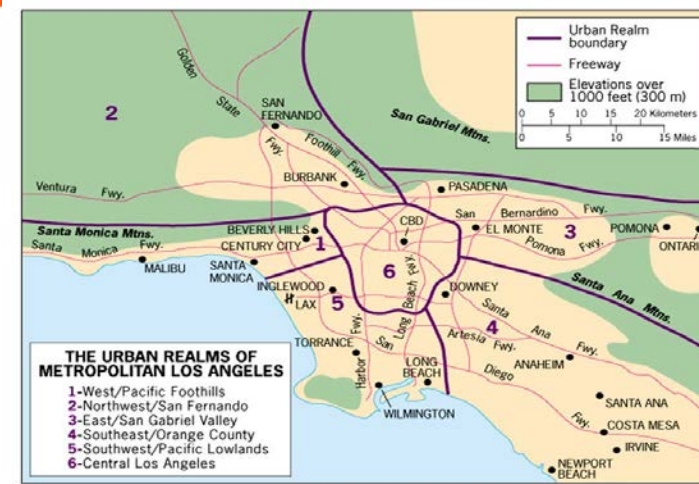 Urban Realm
boundary
Freeway
Elevations over
1000 feet (300 m)
0 5 10 15 20 Kilometers
0 5 10 15 Miles
Golden
State
Fwy.
SAN
FERNANDO
Foothill
Fwy.
2
San Gabriel Mtns.
BURBANK
PASADENA
Ventura Fwy.
Santa Monica Mtns.
BEVERLY HILLS
CENTURY CITY
1
CBD
San Bernardino Fwy.
EL MONTE
3
POMONA
Pomona Fwy.
ONTARI
Santa Monica Fwy.
MALIBU
SANTA
MONICA
6
INGLEWOOD
LAX
5
Long Beach Fwy.
DOWNEY
Santa Ana Mtns.
Santa Ana Fwy.
4
Artesia Fwy.
TORRANCE
Harbor Fwy.
San Diego Fwy.
LONG
BEACH
ANAHEIM
WILMINGTON
SANTA ANA
COSTA MESA
IRVINE
NEWPORT
BEACH
THE URBAN REALMS OF
METROPOLITAN LOS ANGELES
1-West/Pacific Foothills
2-Northwest/San Fernando
3-East/San Gabriel Valley
4-Southeast/Orange County
5-Southwest/Pacific Lowlands
6-Central Los Angeles